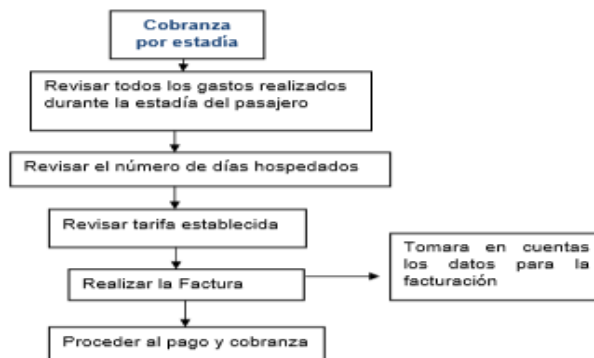 Cobranza
por estadía
Revisar todos los gastos realizados
durante la estadía del pasajero
Revisar el número de días hospedados
Revisar tarifa establecida
Realizar la Factura
Tomara en cuentas
los datos para la
facturación
Proceder al pago y cobranza